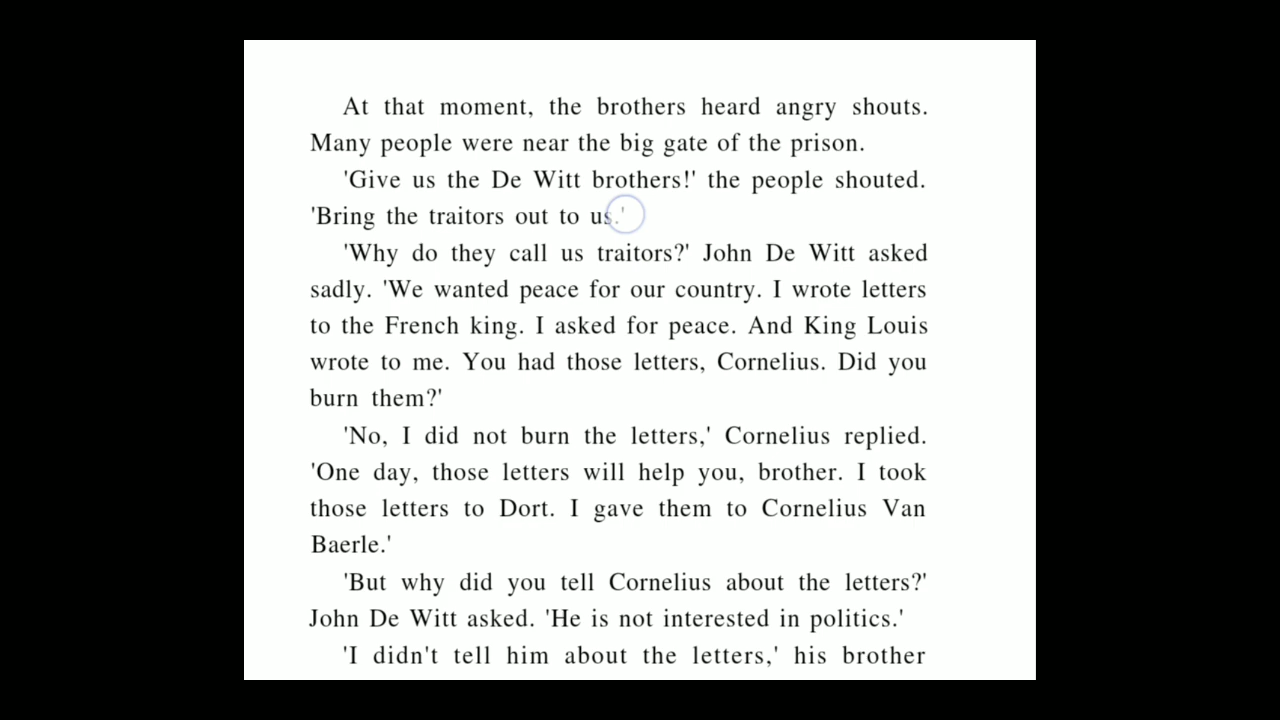 At that moment, the brothers heard angry shouts.
Many people were near the big gate of the prison.
'Give us the De Witt brothers!' the people shouted.
'Bring the traitors out to us.'
'Why do they call us traitors?' John De Witt asked
sadly. 'We wanted peace for our country. I wrote letters
to the French king. I asked for peace. And King Louis
wrote to me. You had those letters, Cornelius. Did you
burn them?'
'No, I did not burn the letters,' Cornelius replied.
'One day, those letters will help you, brother. I took
those letters to Dort. I gave them to Cornelius Van
Baerle.'
'But why did you tell Cornelius about the letters?'
John De Witt asked. 'He is not interested in politics.'
'I didn't tell him about the letters,' his brother